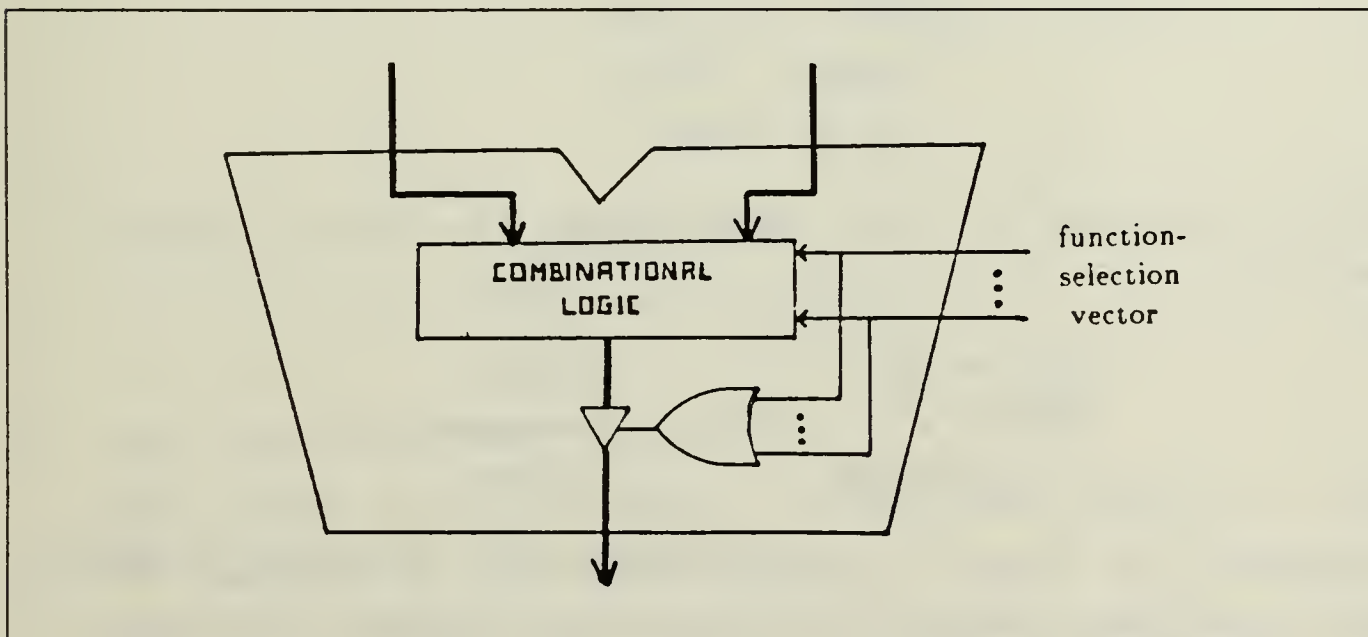 COMBINATIONAL
LOGIC
function-
selection
vector